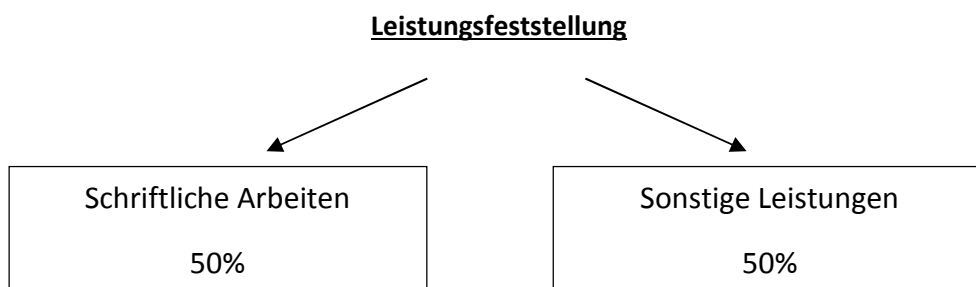 Leistungsfeststellung
Schriftliche Arbeiten
50%
Sonstige Leistungen
50%